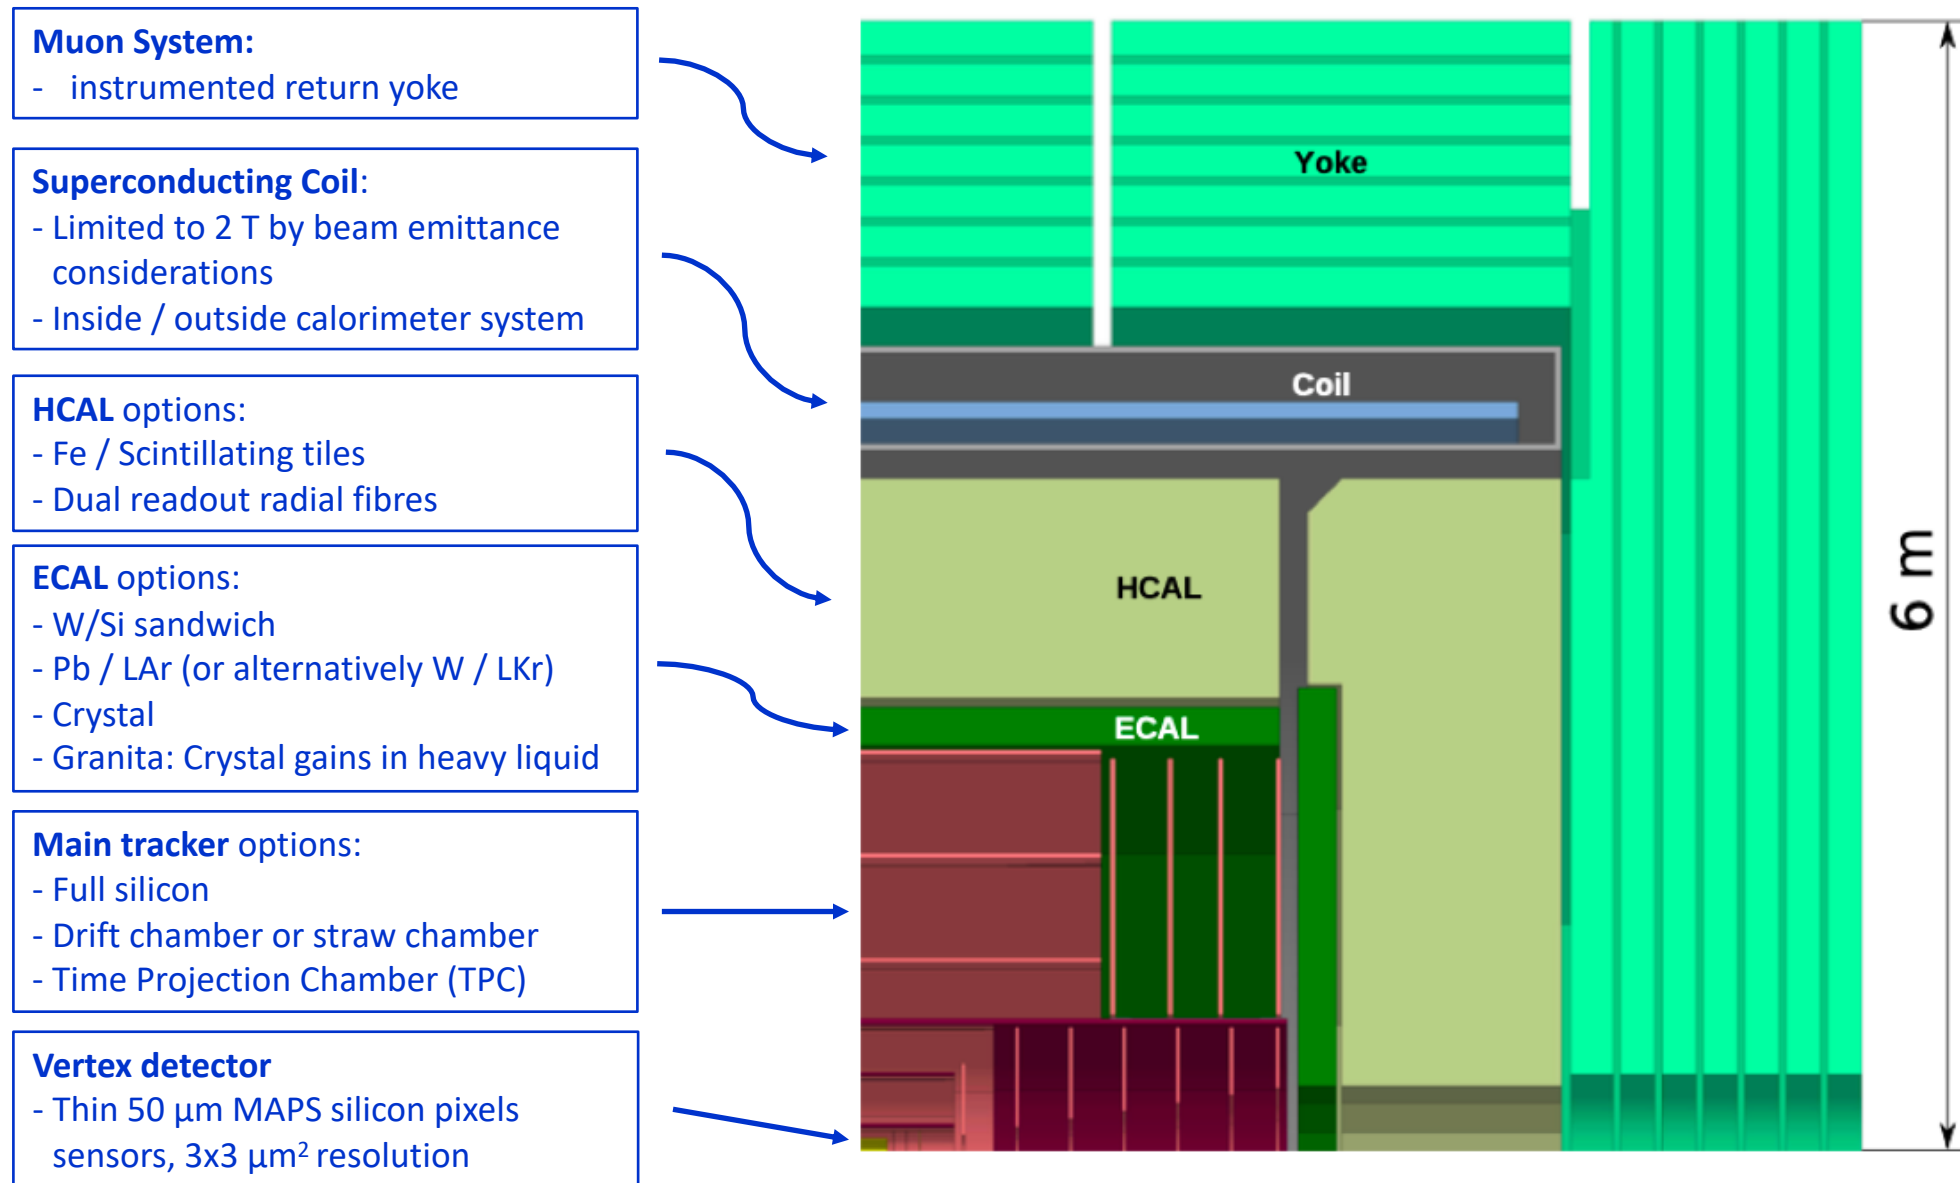 Muon System:
- instrumented return yoke
Superconducting Coil:
- Limited to 2 T by beam emittance
considerations
- Inside / outside calorimeter system
HCAL options:
- Fe / Scintillating tiles
- Dual readout radial fibres
ECAL options:
- W/Si sandwich
- Pb / LAr (or alternatively W / LKr)
- Crystal
- Granita: Crystal gains in heavy liquid
Main tracker options:
- Full silicon
- Drift chamber or straw chamber
- Time Projection Chamber (TPC)
Vertex detector
- Thin 50 µm MAPS silicon pixels
sensors, 3x3 µm² resolution
Yoke
Coil
HCAL
ECAL
6 m